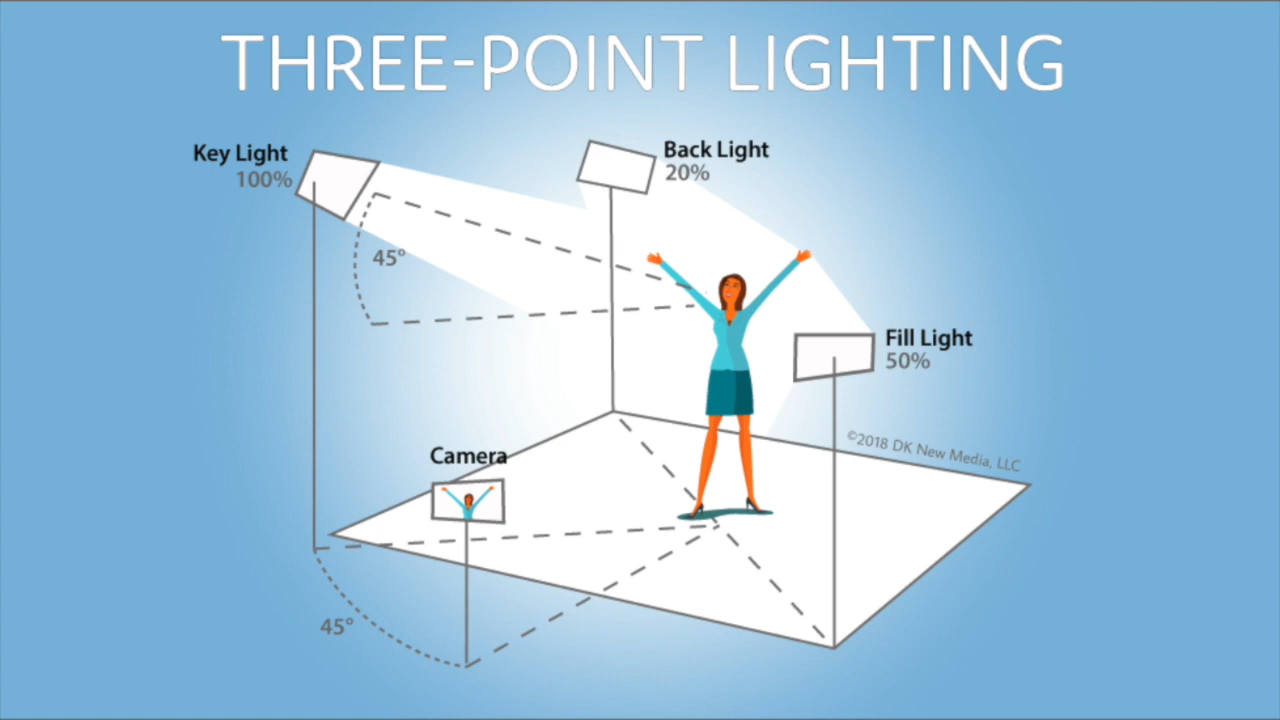 THREE-POINT LIGHTING
Key Light
100%
Back Light
20%
45°
Fill Light
50%
©2018 DK New Media, LLC
Camera
45°